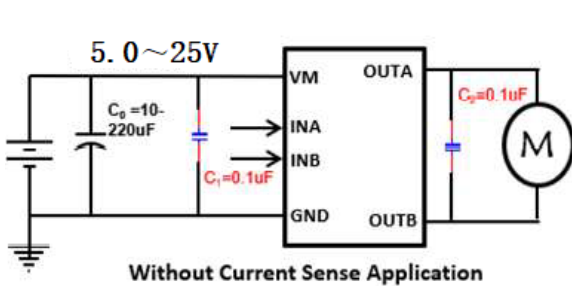 5.0～25V
VM
OUTA
C₀ =10-
220uF
C₂=0.1uF
INA
M
INB
C₁=0.1uF
GND
OUTB
Without Current Sense Application